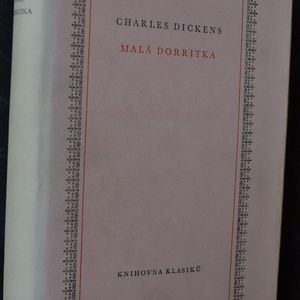 CHARLES DICKENS
MALÁ DORRITKA
KNIHOVNA KLASIKŮ